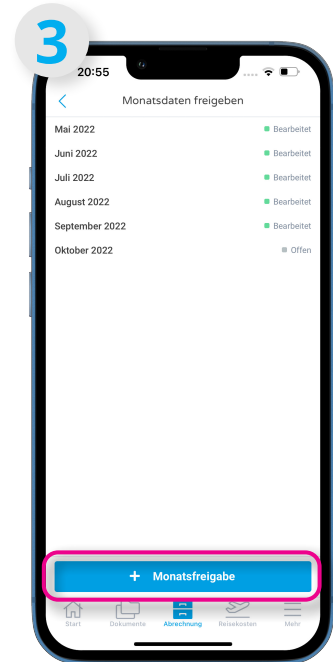 3
20:55
Monatsdaten freigeben
Mai 2022 Bearbeitet
Juni 2022 Bearbeitet
Juli 2022 Bearbeitet
August 2022 Bearbeitet
September 2022 Bearbeitet
Oktober 2022 Offen
+ Monatsfreigabe
Start Dokumente Abrechnung Reisekosten Mehr